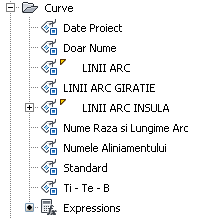 Curve
Date Proiect
Doar Nume
LINII ARC
LINII ARC GIRATIE
LINII ARC INSULA
Nume Raza si Lungime Arc
Numele Aliniamentului
Standard
Ti - Te - B
Expressions